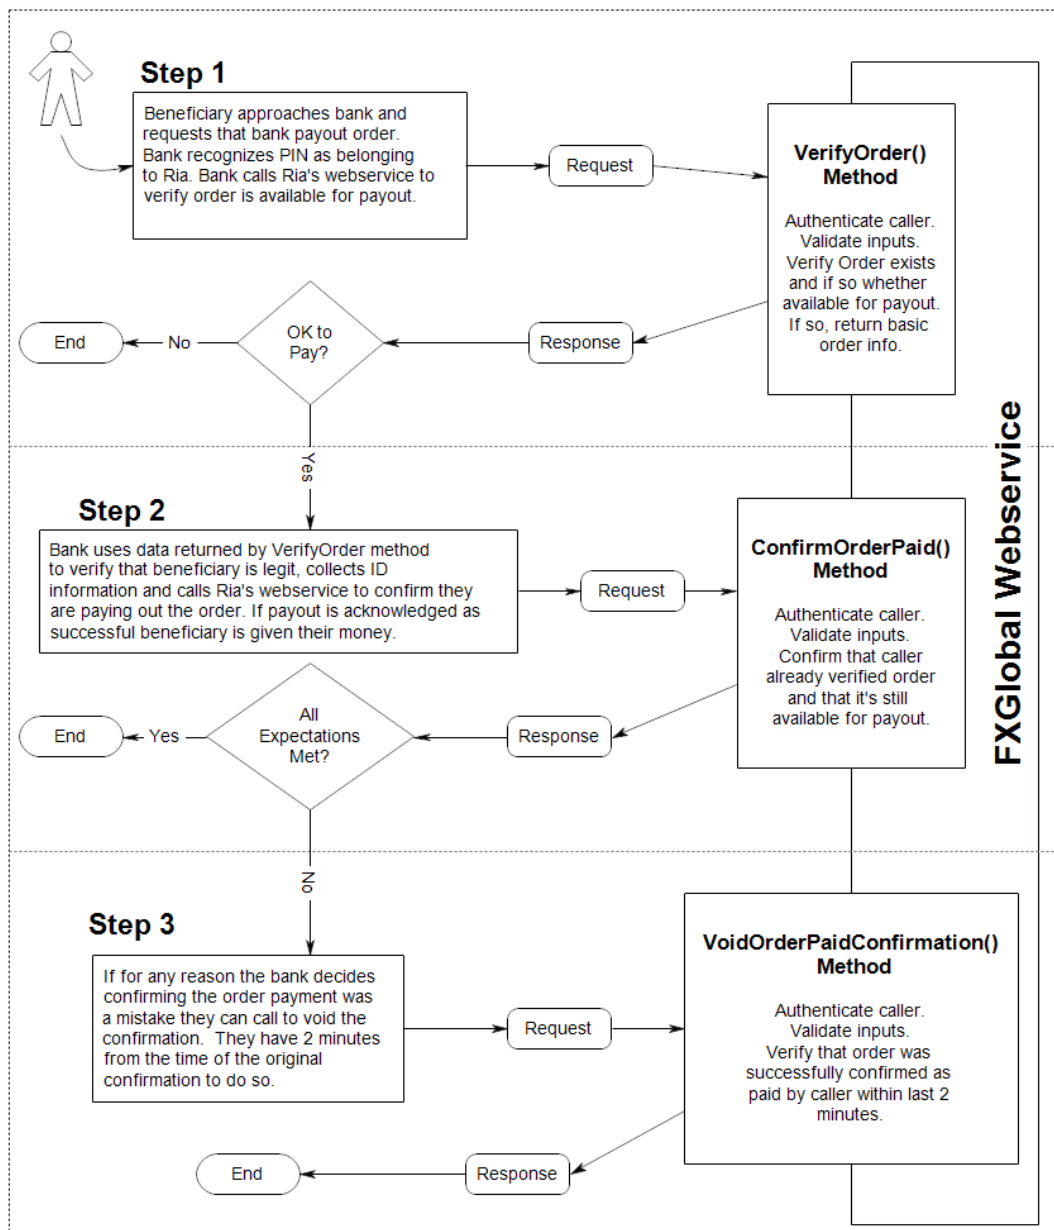 Step 1
Beneficiary approaches bank and
requests that bank payout order.
Bank recognizes PIN as belonging
to Ria. Bank calls Ria's webservice to
verify order is available for payout.
Request
VerifyOrder()
Method
Authenticate caller.
Validate inputs.
Verify Order exists
and if so whether
available for payout.
If so, return basic
order info.
Response
OK to
Pay?
No
End
Yes
FXGlobal Webservice
Step 2
Bank uses data returned by VerifyOrder method
to verify that beneficiary is legit, collects ID
information and calls Ria's webservice to confirm they
are paying out the order. If payout is acknowledged as
successful beneficiary is given their money.
Request
ConfirmOrderPaid()
Method
Authenticate caller.
Validate inputs.
Confirm that caller
already verified order
and that it's still
available for payout.
Response
All
Expectations
Met?
Yes
End
No
Step 3
If for any reason the bank decides
confirming the order payment was
a mistake they can call to void the
confirmation.  They have 2 minutes
from the time of the original
confirmation to do so.
Request
VoidOrderPaidConfirmation()
Method
Authenticate caller.
Validate inputs.
Verify that order was
successfully confirmed as
paid by caller within last 2
minutes.
Response
End